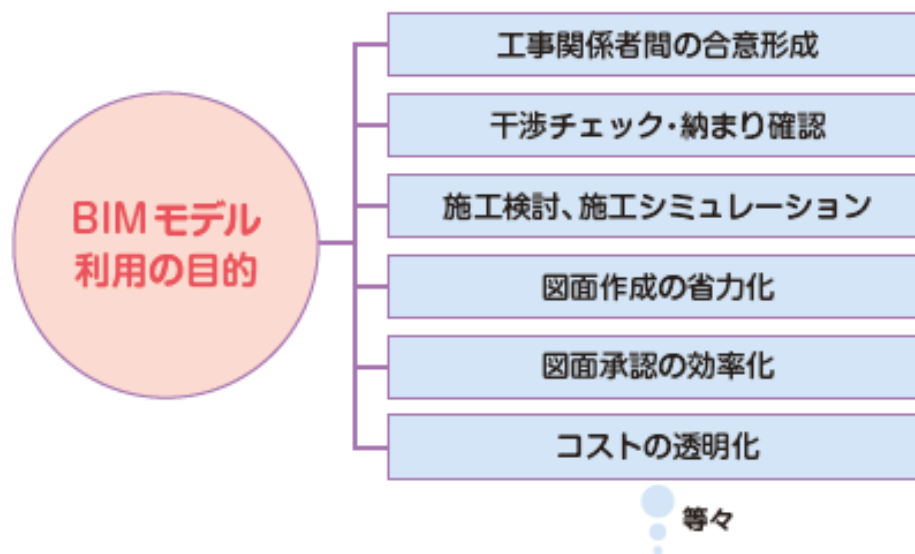 BIMモデル
利用の目的
工事関係者間の合意形成
干渉チェック・納まり確認
施工検討、施工シミュレーション
図面作成の省力化
図面承認の効率化
コストの透明化
等々